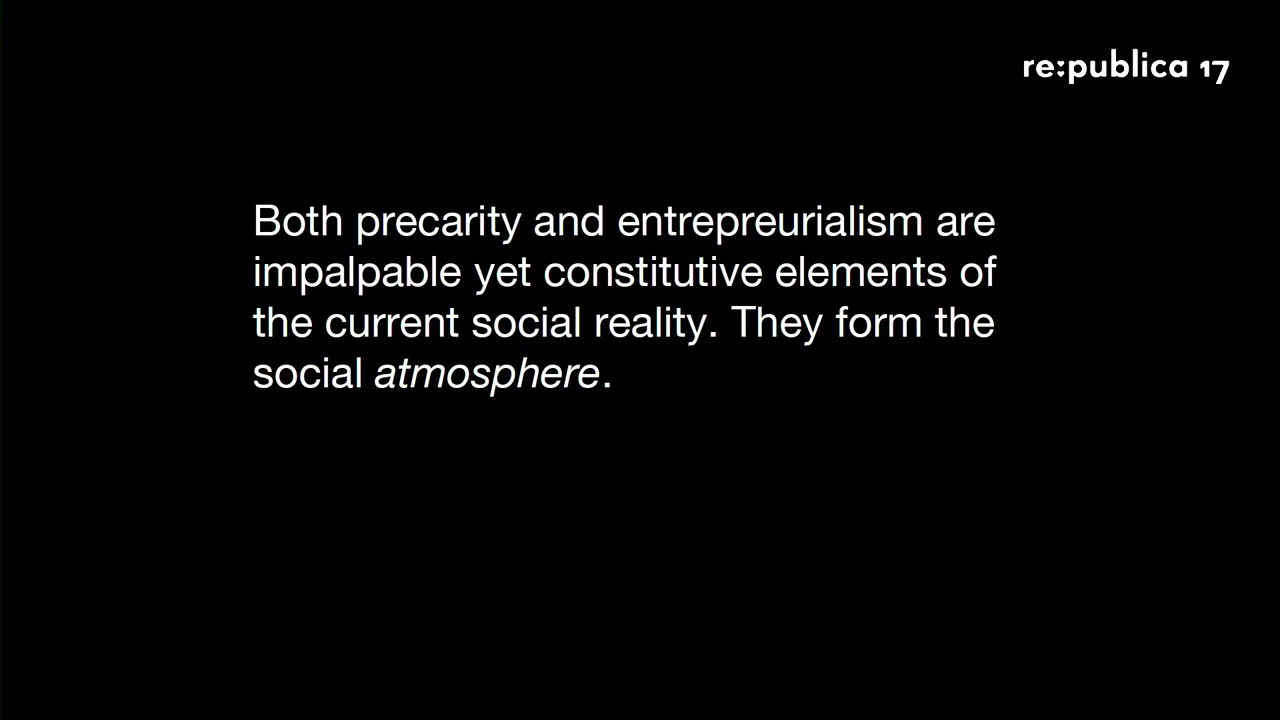 re:publica 17
Both precarity and entrepreurialism are
impalpable yet constitutive elements of
the current social reality. They form the
social atmosphere.